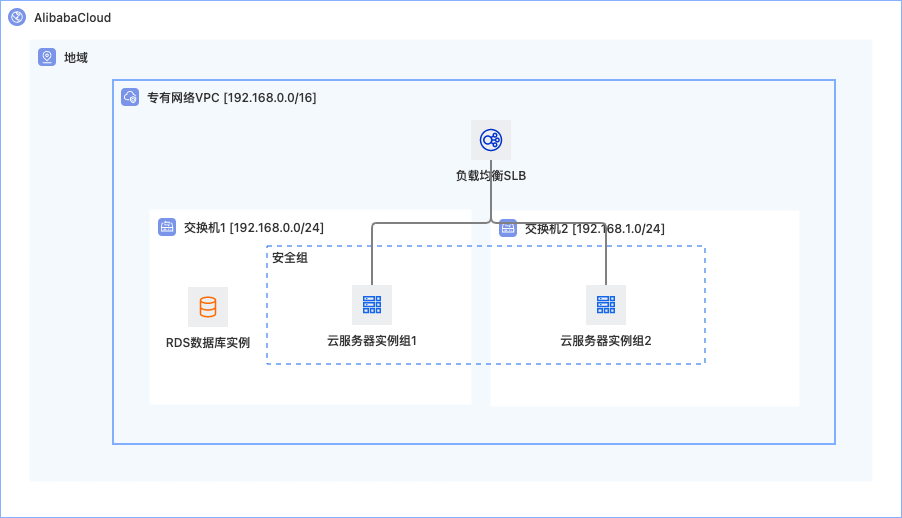 AlibabaCloud
地域
专有网络VPC [192.168.0.0/16]
负载均衡SLB
交换机1 [192.168.0.0/24]
交换机2 [192.168.1.0/24]
安全组
RDS数据库实例
云服务器实例组1
云服务器实例组2